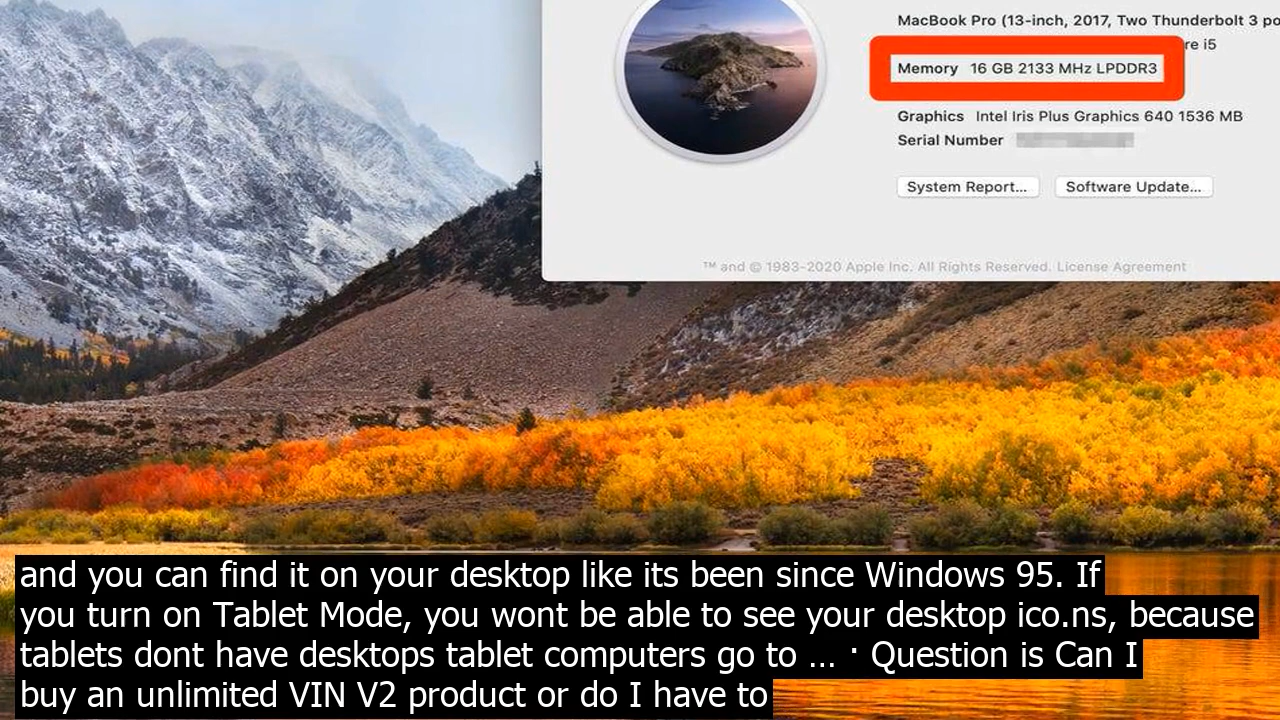 MacBook Pro (13-inch, 2017, Two Thunderbolt 3 po
re i5
Memory 16 GB 2133 MHz LPDDR3
Graphics Intel Iris Plus Graphics 640 1536 MB
Serial Number
System Report... Software Update...
™ and © 1983-2020 Apple Inc. All Rights Reserved. License Agreement
and you can find it on your desktop like its been since Windows 95. If
you turn on Tablet Mode, you wont be able to see your desktop ico.ns, because
tablets dont have desktops tablet computers go to ... · Question is Can I
buy an unlimited VIN V2 product or do I have to